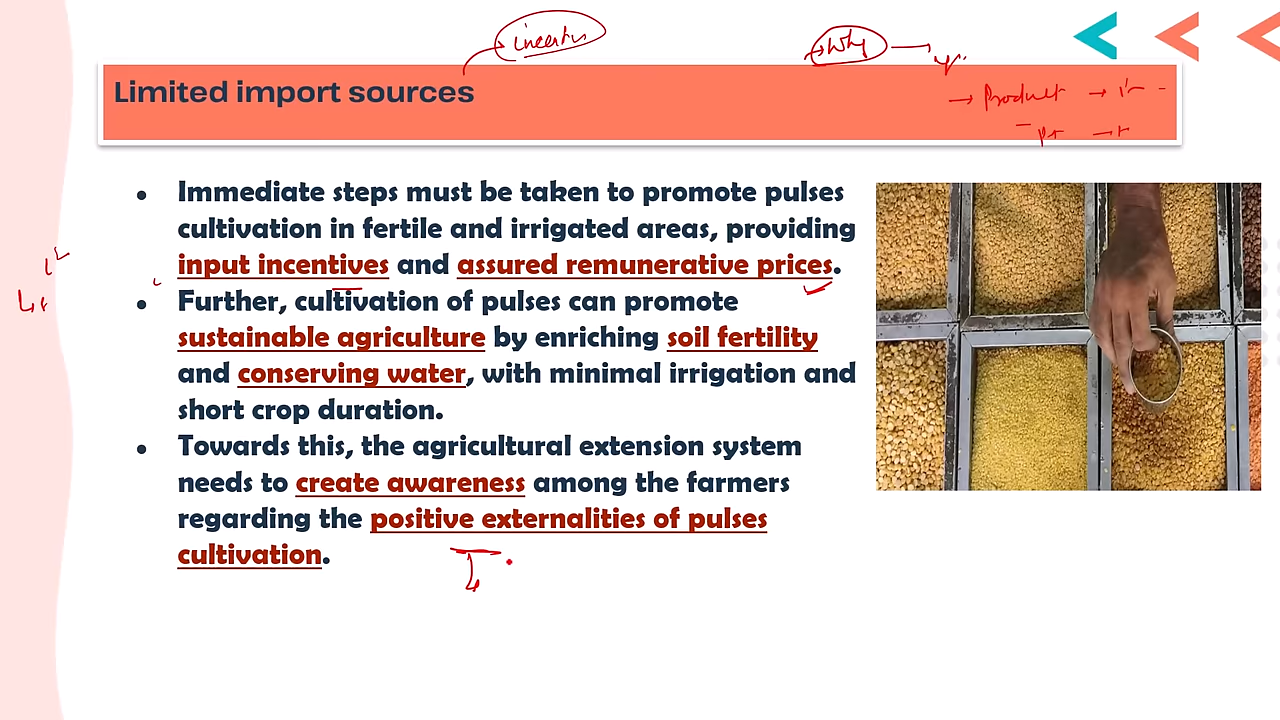 Why
Limited import sources
→ Product →
Immediate steps must be taken to promote pulses
cultivation in fertile and irrigated areas, providing
input incentives and assured remunerative prices.
Further, cultivation of pulses can promote
sustainable agriculture by enriching soil fertility
and conserving water, with minimal irrigation and
short crop duration.
Towards this, the agricultural extension system
needs to create awareness among the farmers
regarding the positive externalities of pulses
cultivation.